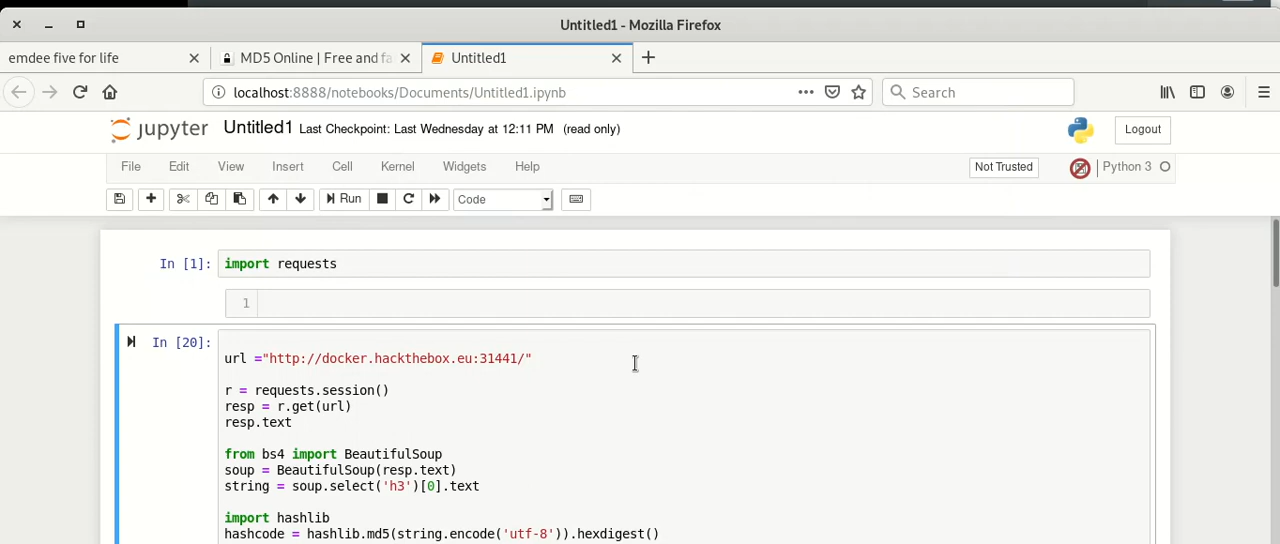 Untitled1 - Mozilla Firefox
emdee five for life
MD5 Online | Free and fa
Untitled1
localhost:8888/notebooks/Documents/Untitled1.ipynb
Search
jupyter Untitled1 Last Checkpoint: Last Wednesday at 12:11 PM (read only)
Logout
File Edit View Insert Cell Kernel Widgets Help
Not Trusted
Python 3
Run
Code
In [1]: import requests
1
In [20]:
url ="http://docker.hackthebox.eu:31441/"
r = requests.session()
resp = r.get(url)
resp.text
from bs4 import BeautifulSoup
soup = BeautifulSoup(resp.text)
string = soup.select('h3')[0].text
import hashlib
hashcode = hashlib.md5(string.encode('utf-8')).hexdigest()